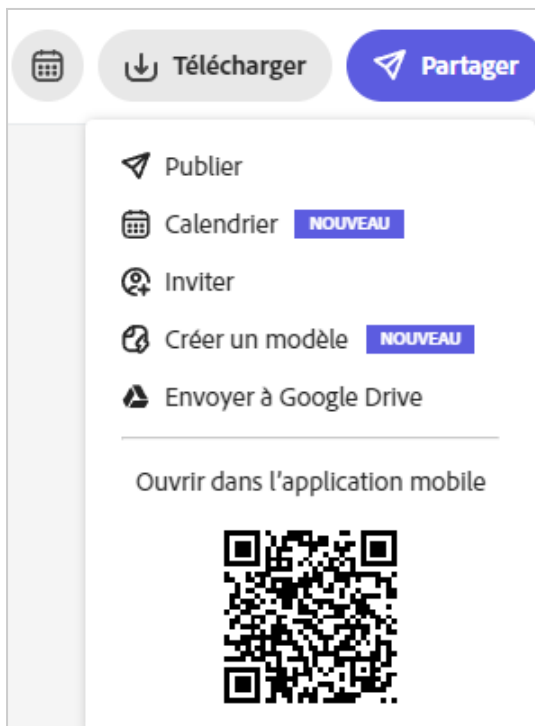 Télécharger
Partager
Publier
Calendrier NOUVEAU
Inviter
Créer un modèle NOUVEAU
Envoyer à Google Drive
Ouvrir dans l’application mobile